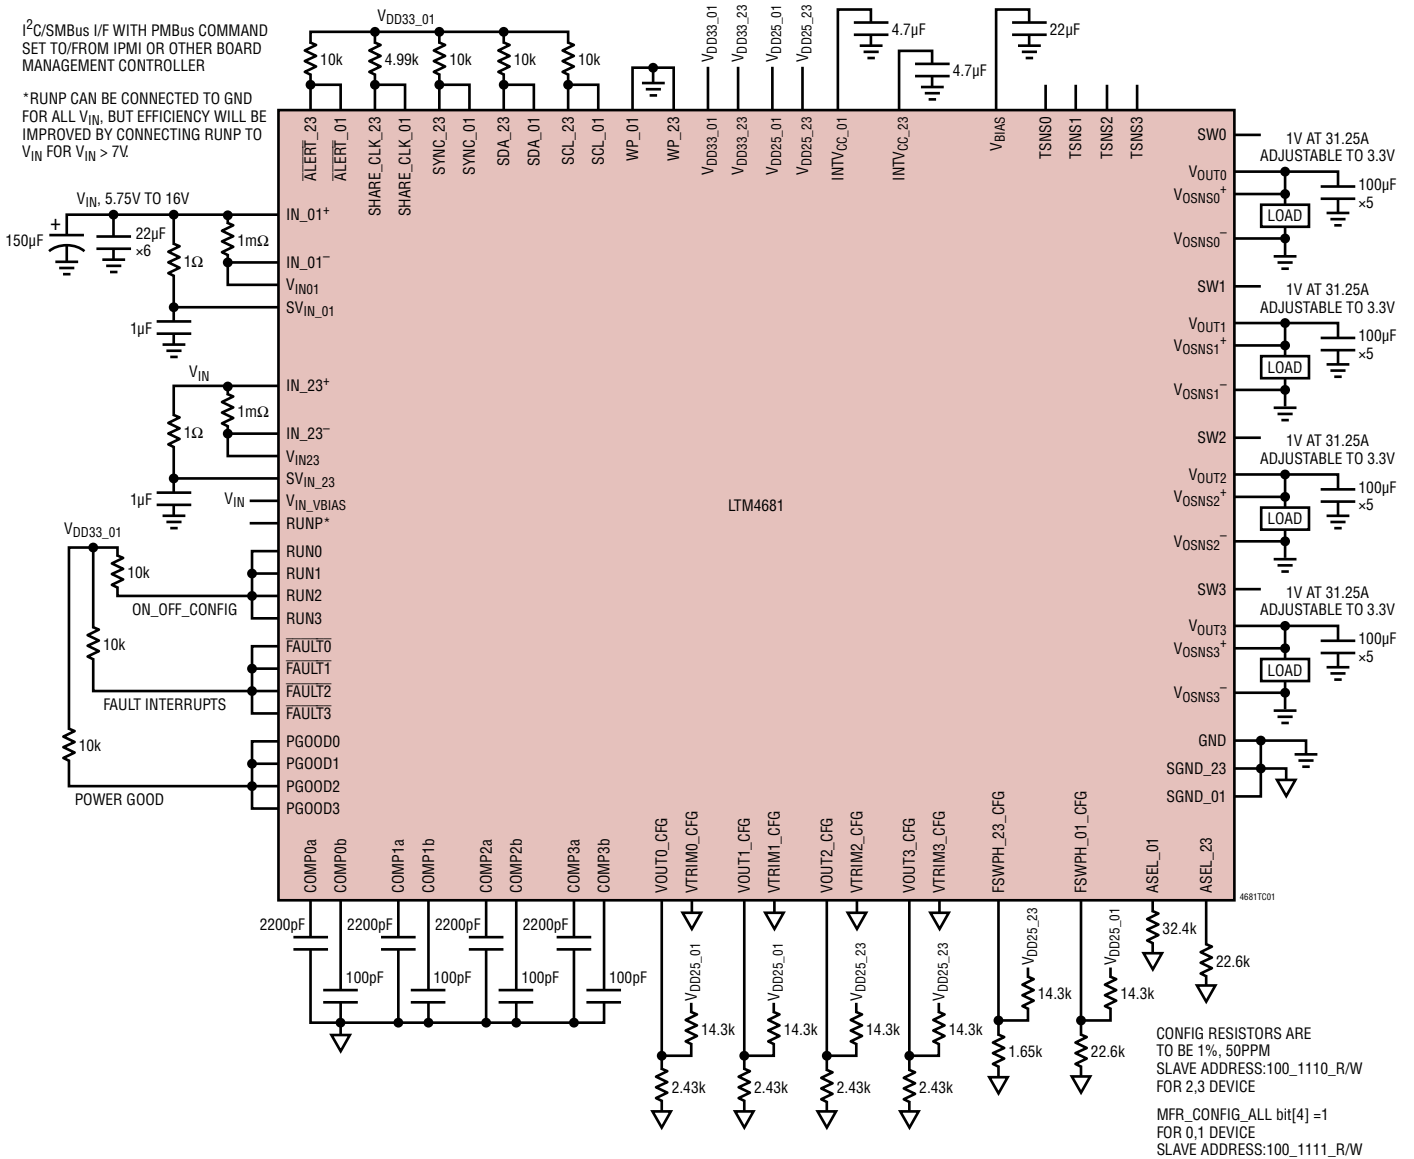 I2C/SMBus I/F WITH PMBus COMMAND
SET TO/FROM IPMI OR OTHER BOARD
MANAGEMENT CONTROLLER
*RUNP CAN BE CONNECTED TO GND
FOR ALL VIN, BUT EFFICIENCY WILL BE
IMPROVED BY CONNECTING RUNP TO
VIN FOR VIN > 7V.
VDD33_01
10k
4.99k
10k
10k
10k
VDD33_01
VDD33_23
VDD25_01
VDD25_23
4.7µF
4.7µF
22µF
ALERT_23
ALERT_01
SHARE_CLK_23
SHARE_CLK_01
SYNC_23
SYNC_01
SDA_23
SDA_01
SCL_23
SCL_01
WP_01
WP_23
VDD33_01
VDD33_23
VDD25_01
VDD25_23
INTVCC_01
INTVCC_23
VBIAS
TSNS0
TSNS1
TSNS2
TSNS3
VIN, 5.75V TO 16V
150µF
+
22µF
×6
1Ω
1mΩ
1µF
IN_01+
IN_01−
VIN01
SVIN_01
VIN
1Ω
1mΩ
1µF
IN_23+
IN_23−
VIN23
SVIN_23
VIN
VIN_VBIAS
RUNP*
VDD33_01
10k
ON_OFF_CONFIG
RUN0
RUN1
RUN2
RUN3
10k
FAULT INTERRUPTS
FAULT0
FAULT1
FAULT2
FAULT3
10k
POWER GOOD
PGOOD0
PGOOD1
PGOOD2
PGOOD3
LTM4681
SW0
1V AT 31.25A
ADJUSTABLE TO 3.3V
VOUT0
VOSNS0+
LOAD
VOSNS0−
100µF
×5
SW1
1V AT 31.25A
ADJUSTABLE TO 3.3V
VOUT1
VOSNS1+
LOAD
VOSNS1−
100µF
×5
SW2
1V AT 31.25A
ADJUSTABLE TO 3.3V
VOUT2
VOSNS2+
LOAD
VOSNS2−
100µF
×5
SW3
1V AT 31.25A
ADJUSTABLE TO 3.3V
VOUT3
VOSNS3+
LOAD
VOSNS3−
100µF
×5
GND
SGND_23
SGND_01
COMP0a
COMP0b
COMP1a
COMP1b
COMP2a
COMP2b
COMP3a
COMP3b
VOUT0_CFG
VTRIM0_CFG
VOUT1_CFG
VTRIM1_CFG
VOUT2_CFG
VTRIM2_CFG
VOUT3_CFG
VTRIM3_CFG
FSWPH_23_CFG
FSWPH_01_CFG
ASEL_01
ASEL_23
4681TC01
2200pF
2200pF
2200pF
2200pF
100pF
100pF
100pF
100pF
VDD25_01
VDD25_01
VDD25_23
VDD25_23
VDD25_23
VDD25_01
14.3k
14.3k
14.3k
14.3k
14.3k
14.3k
32.4k
22.6k
2.43k
2.43k
2.43k
2.43k
1.65k
22.6k
CONFIG RESISTORS ARE
TO BE 1%, 50PPM
SLAVE ADDRESS:100_1110_R/W
FOR 2,3 DEVICE
MFR_CONFIG_ALL bit[4] =1
FOR 0,1 DEVICE
SLAVE ADDRESS:100_1111_R/W